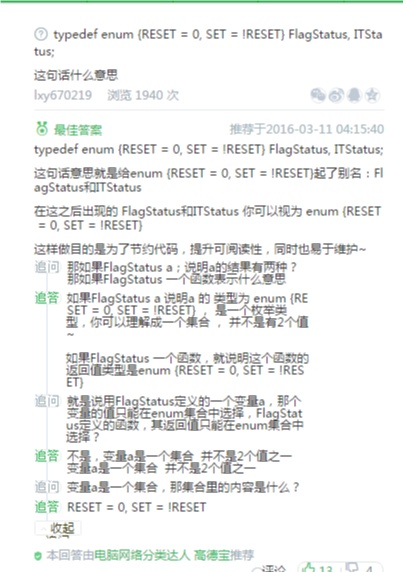 typedef enum {RESET = 0, SET = !RESET} FlagStatus, ITSta
tus;
这句话什么意思
lxy670219 浏览 1940 次
最佳答案 推荐于2016-03-11 04:15:40
typedef enum {RESET = 0, SET = !RESET} FlagStatus, ITStatus;
这句话意思就是给enum {RESET = 0, SET = !RESET}起了别名：Fl
agStatus和ITStatus
在这之后出现的 FlagStatus和ITStatus 你可以视为 enum {RESET
= 0, SET = !RESET}
这样做目的是为了节约代码，提升可阅读性，同时也易于维护~
追问 那如果FlagStatus a；说明a的结果有两种？
那如果FlagStatus 一个函数表示什么意思
追答 如果FlagStatus a 说明a 的 类型为 enum {RE
SET = 0, SET = !RESET} ，是一个枚举类
型，你可以理解成一个集合 ，并不是有2个值
~
如果FlagStatus 一个函数，就说明这个函数的
返回值类型是enum {RESET = 0, SET = !RES
ET}
追问 就是说用FlagStatus定义的一个变量a，那个
变量的值只能在enum集合中选择，FlagStat
us定义的函数，其返回值只能在enum集合中
选择？
追答 不是，变量a是一个集合 并不是2个值之一
变量a是一个集合 并不是2个值之一
追问 变量a是一个集合，那集合里的内容是什么？
追答 RESET = 0, SET = !RESET
收起
本回答由电脑网络分类达人 高德宝推荐
评论 13 4